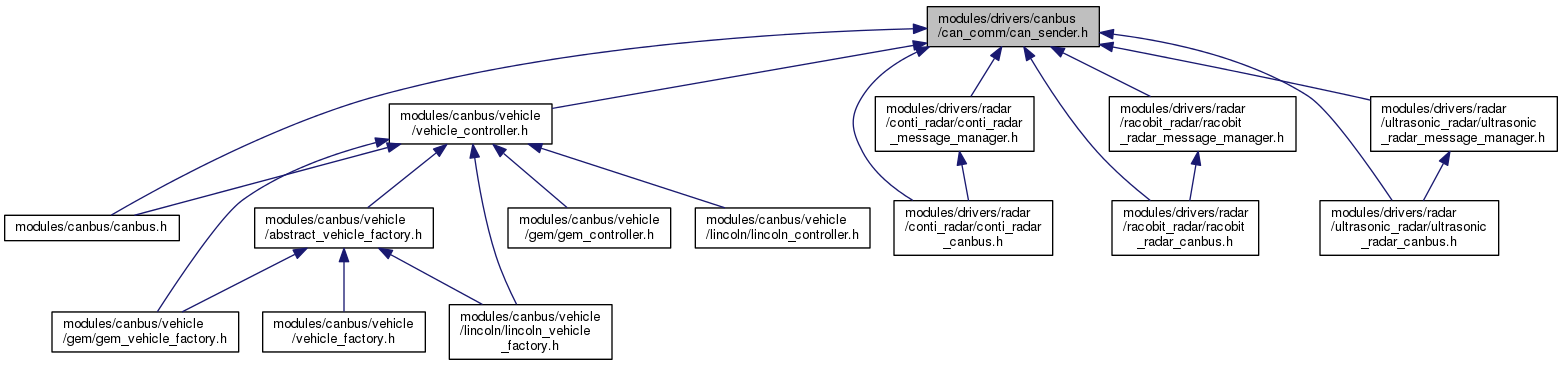 modules/drivers/canbus
/can_comm/can_sender.h
modules/canbus/vehicle
/vehicle_controller.h
modules/drivers/radar
/conti_radar/conti_radar
_message_manager.h
modules/drivers/radar
/racobit_radar/racobit
_radar_message_manager.h
modules/drivers/radar
/ultrasonic_radar/ultrasonic
_radar_message_manager.h
modules/canbus/canbus.h
modules/canbus/vehicle
/abstract_vehicle_factory.h
modules/canbus/vehicle
/gem/gem_controller.h
modules/canbus/vehicle
/lincoln/lincoln_controller.h
modules/drivers/radar
/conti_radar/conti_radar
_canbus.h
modules/drivers/radar
/racobit_radar/racobit
_radar_canbus.h
modules/drivers/radar
/ultrasonic_radar/ultrasonic
_radar_canbus.h
modules/canbus/vehicle
/gem/gem_vehicle_factory.h
modules/canbus/vehicle
/vehicle_factory.h
modules/canbus/vehicle
/lincoln/lincoln_vehicle
_factory.h